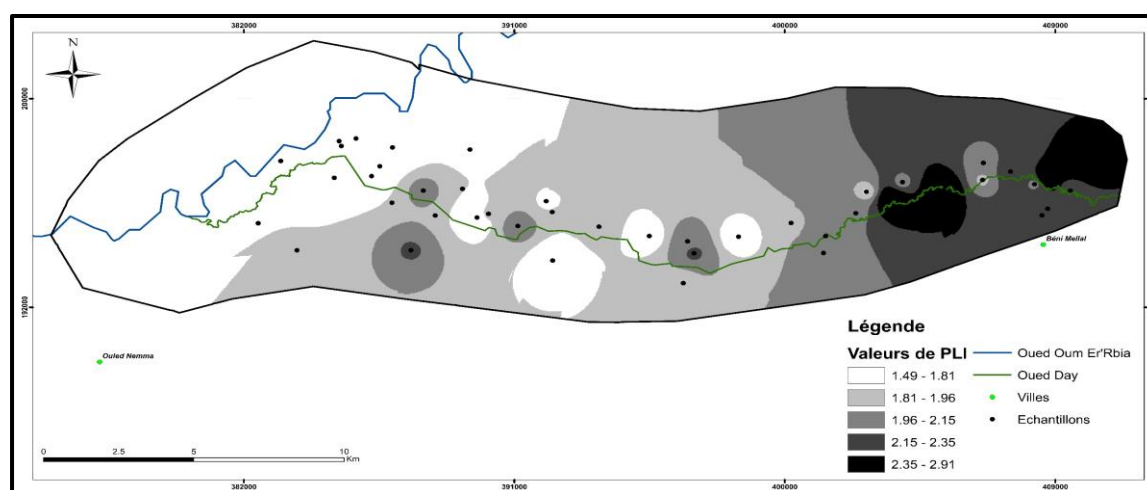 382000 391000 400000 409000
N
200000 200000
192000 192000
Béni Mellal
Ouled Nemma
Légende
Valeurs de PLI
1.49 - 1.81
1.81 - 1.96
1.96 - 2.15
2.15 - 2.35
2.35 - 2.91
Oued Oum Er'Rbia
Oued Day
Villes
Echantillons
0 2.5 5 10
Km
382000 391000 400000 409000